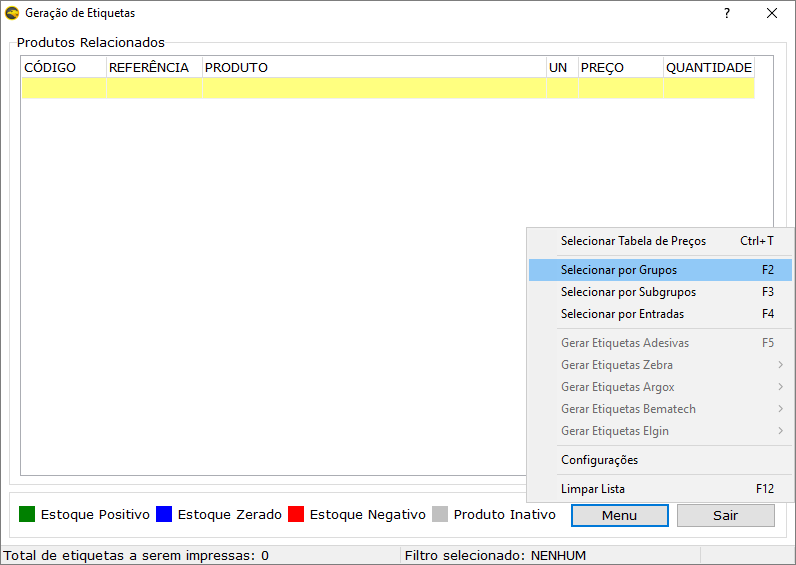 Geração de Etiquetas ?
Produtos Relacionados
CÓDIGO REFERÊNCIA PRODUTO UN PREÇO QUANTIDADE
Selecionar Tabela de Preços Ctrl+T
Selecionar por Grupos F2
Selecionar por Subgrupos F3
Selecionar por Entradas F4
Gerar Etiquetas Adesivas F5
Gerar Etiquetas Zebra
Gerar Etiquetas Argox
Gerar Etiquetas Bematech
Gerar Etiquetas Elgin
Configurações
Limpar Lista F12
Estoque Positivo Estoque Zerado Estoque Negativo Produto Inativo Menu Sair
Total de etiquetas a serem impressas: 0 Filtro selecionado: NENHUM